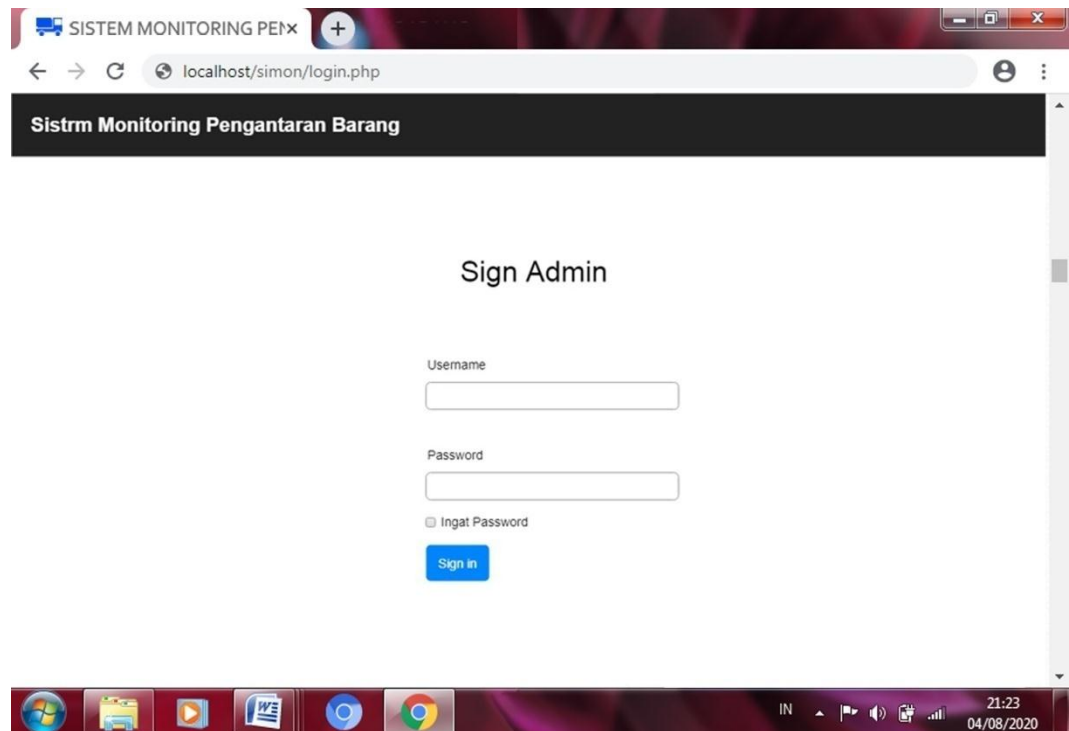 SISTEM MONITORING PEN
localhost/simon/login.php
Sistrm Monitoring Pengantaran Barang
Sign Admin
Username
Password
Ingat Password
Sign in
IN
21:23
04/08/2020